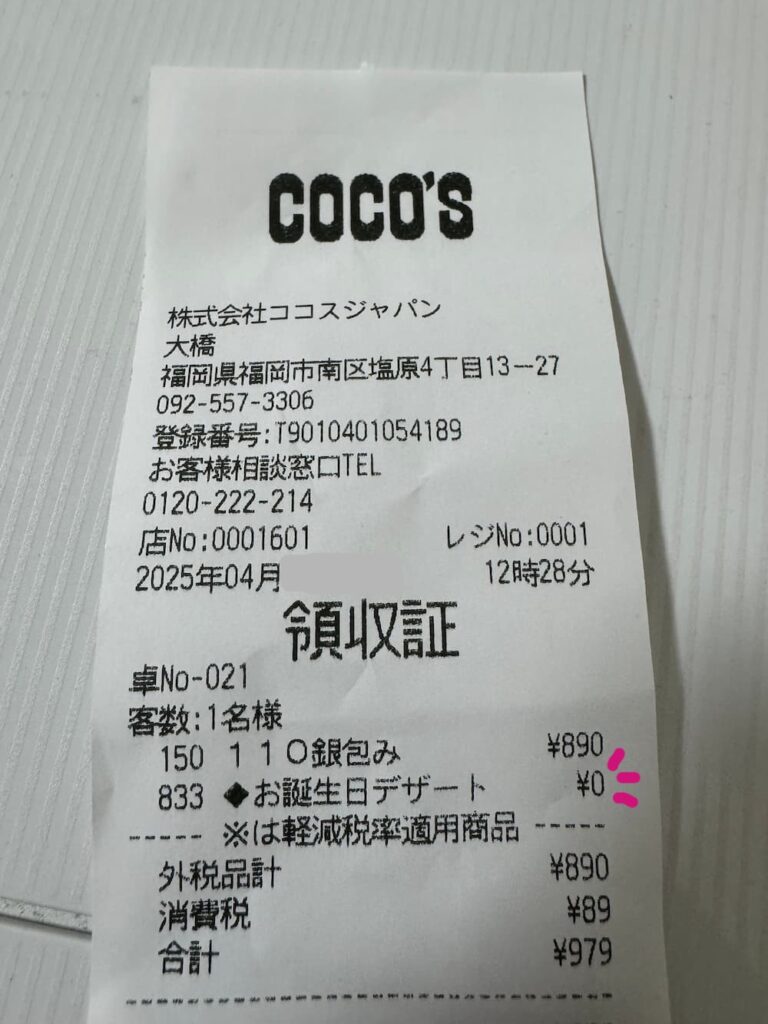 COCO'S
株式会社ココスジャパン
大橋
福岡県福岡市南区塩原4丁目13−27
092-557-3306
登録番号:T9010401054189
お客様相談窓口TEL
0120-222-214
店No:0001601 レジNo:0001
2025年04月 12時28分
領収証
卓No-021
客数:1名様
150 110銀包み ¥890
833 ◆お誕生日デザート ¥0
----- ※は軽減税率適用商品 -----
外税品計 ¥890
消費税 ¥89
合計 ¥979